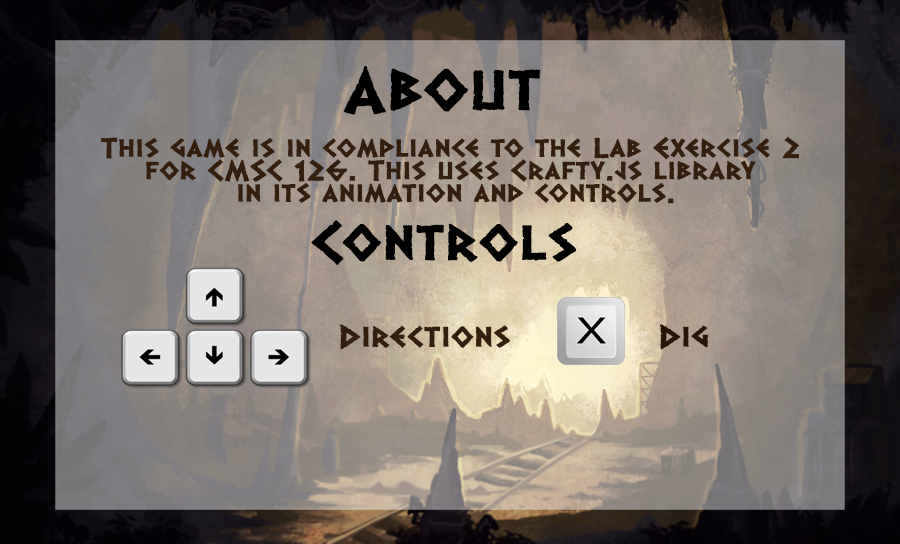 About
This game is in compliance to the Lab Exercise 2
for CMSC 126. This uses Crafty.js library
in its animation and controls.
Controls
↑
← ↓ →
Directions
X
Dig